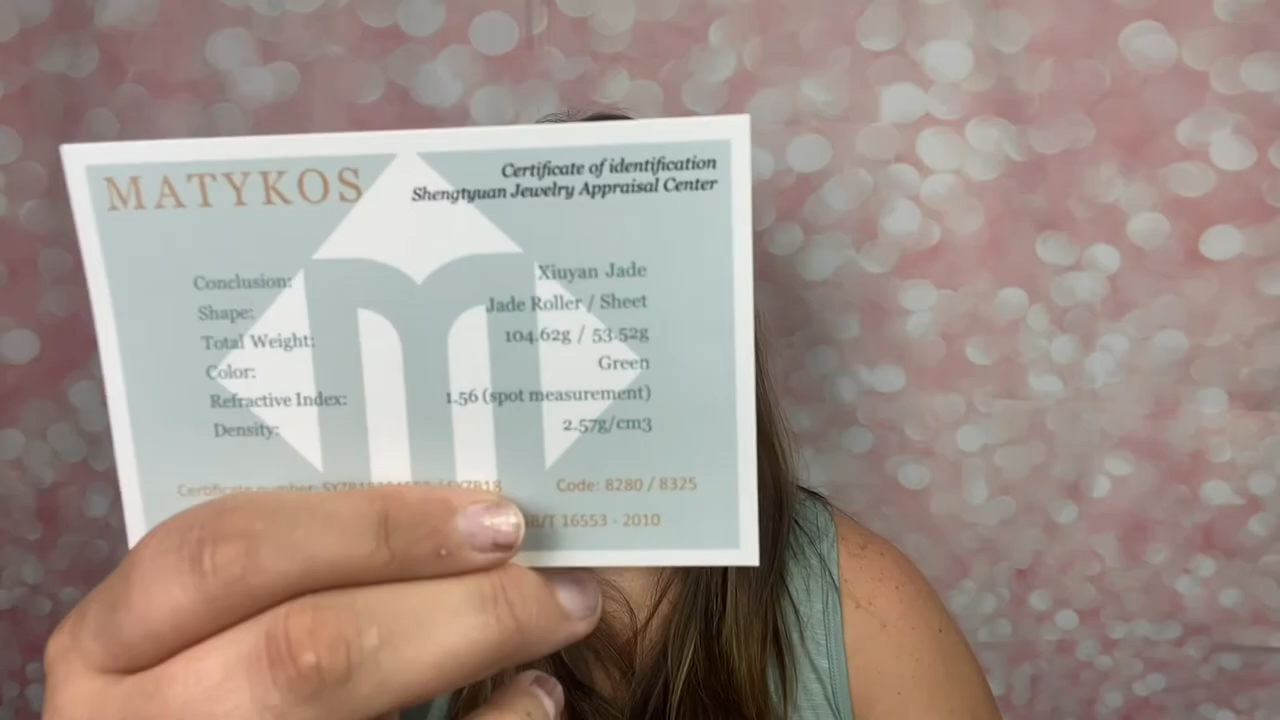 MATYKOS
Certificate of identification
Shengtyuan Jewelry Appraisal Center
Conclusion: Xiuyan Jade
Shape: Jade Roller / Sheet
Total Weight: 104.62g / 53.52g
Color: Green
Refractive Index: 1.56 (spot measurement)
Density: 2.57g/cm3
Certificate number: Code: 8280 / 8325
16553 - 2010